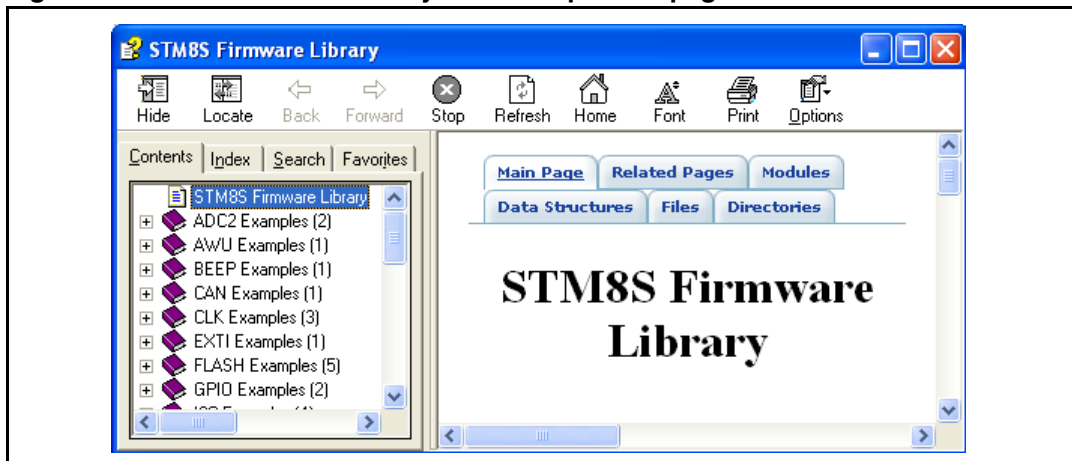 STM8S Firmware Library
Hide Locate Back Forward Stop Refresh Home Font Print Options
Contents Index Search Favorites
STM8S Firmware Library
ADC2 Examples (2)
AWU Examples (1)
BEEP Examples (1)
CAN Examples (1)
CLK Examples (3)
EXTI Examples (1)
FLASH Examples (5)
GPIO Examples (2)
Main Page Related Pages Modules
Data Structures Files Directories
STM8S Firmware
Library